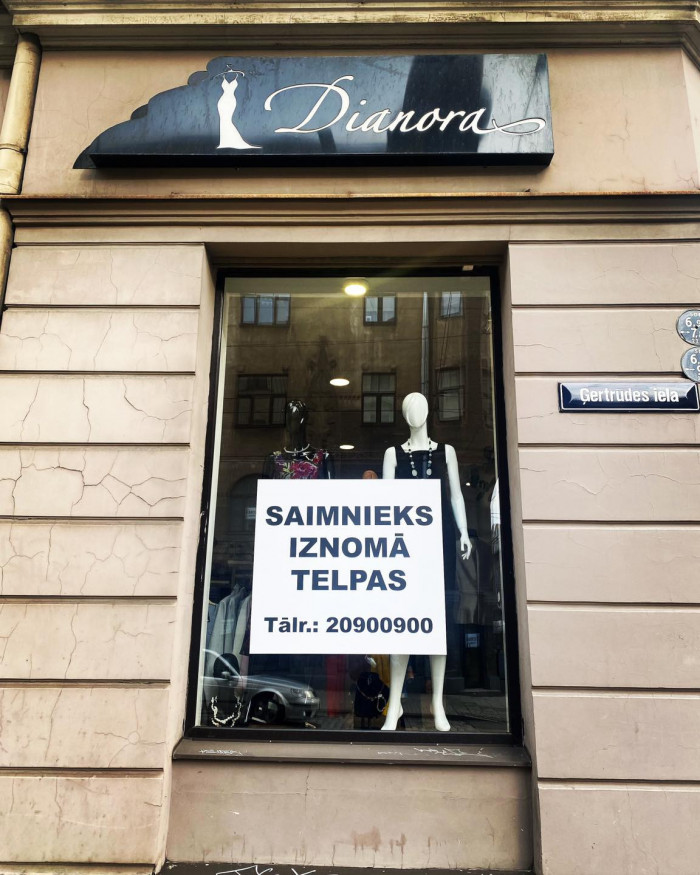 Dianora
Ģertrūdes iela
SAIMNIEKS
IZNOMĀ
TELPAS
Tālr.: 20900900